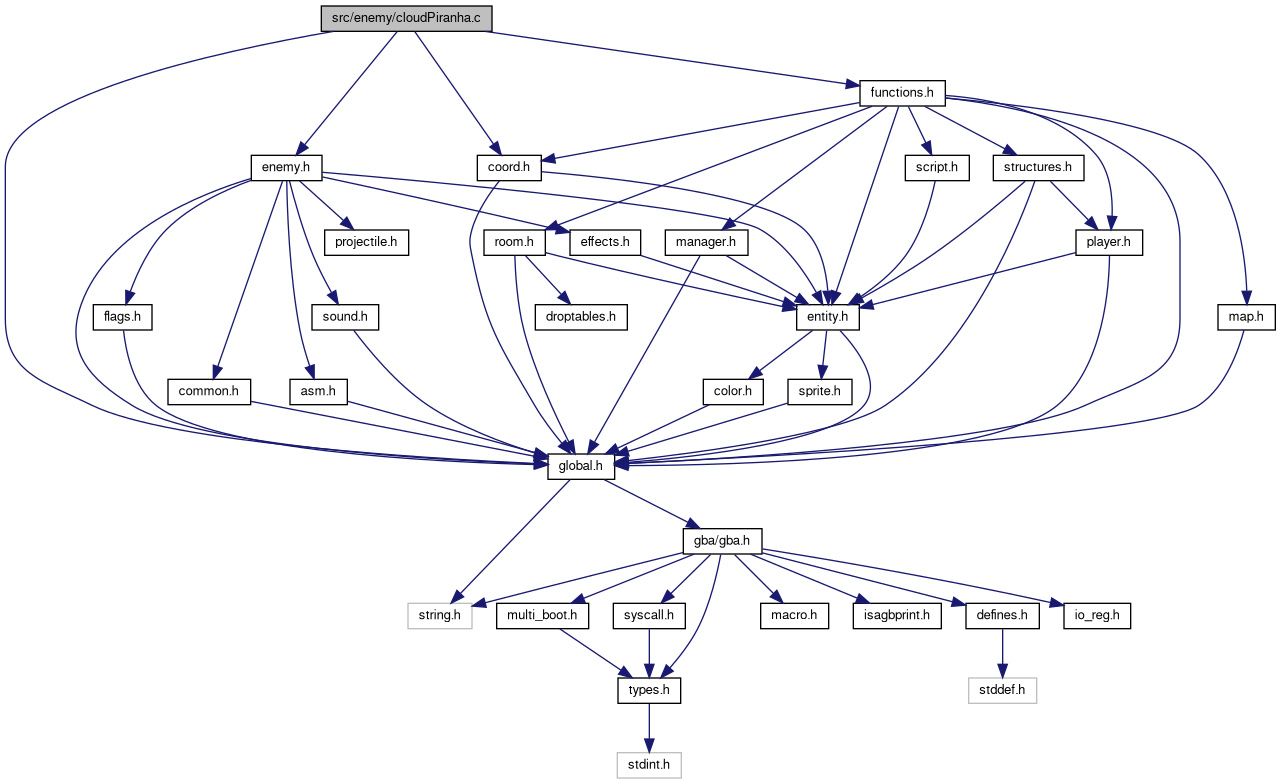 src/enemy/cloudPiranha.c
functions.h
enemy.h
coord.h
script.h
structures.h
projectile.h
room.h
effects.h
manager.h
player.h
flags.h
sound.h
droptables.h
entity.h
map.h
common.h
asm.h
color.h
sprite.h
global.h
gba/gba.h
string.h
multi_boot.h
syscall.h
macro.h
isagbprint.h
defines.h
io_reg.h
types.h
stddef.h
stdint.h